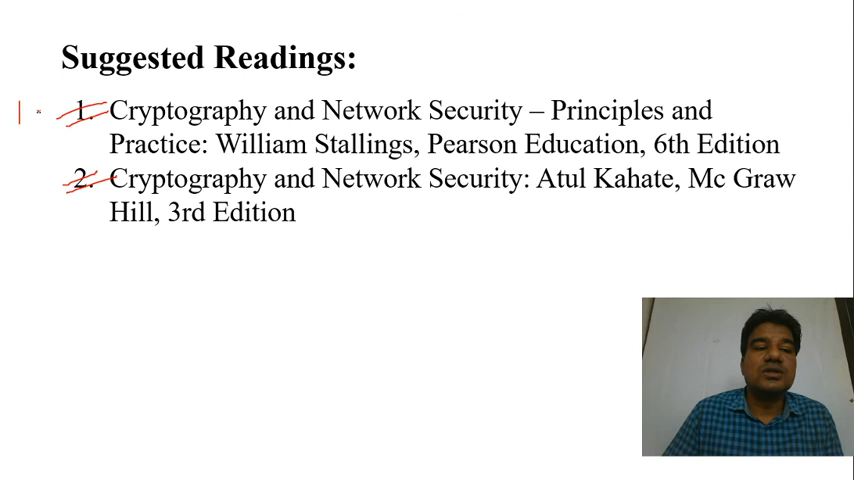 Suggested Readings:
1. Cryptography and Network Security – Principles and
Practice: William Stallings, Pearson Education, 6th Edition
2. Cryptography and Network Security: Atul Kahate, Mc Graw
Hill, 3rd Edition